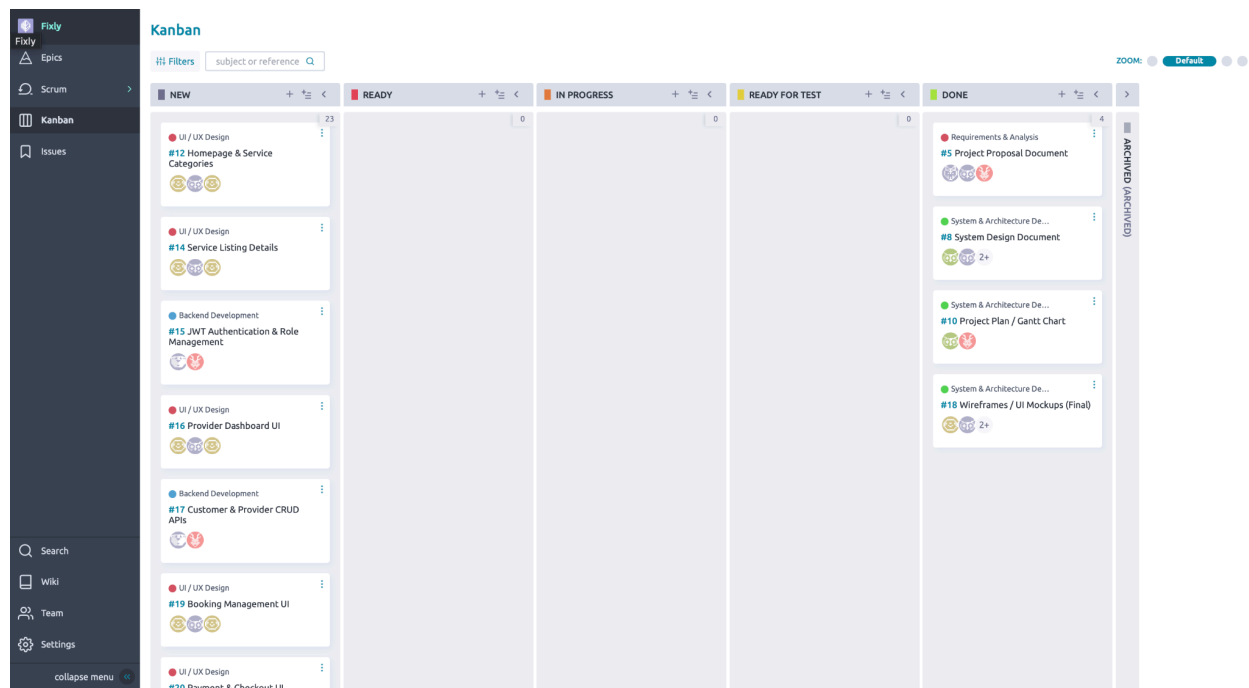 Fixly
Fixly
Epics
Scrum
Kanban
Issues
Search
Wiki
Team
Settings
collapse menu
Kanban
Filters
subject or reference
ZOOM:
Default
NEW
23
UI / UX Design
#12 Homepage & Service
Categories
UI / UX Design
#14 Service Listing Details
Backend Development
#15 JWT Authentication & Role
Management
UI / UX Design
#16 Provider Dashboard UI
Backend Development
#17 Customer & Provider CRUD
APIs
UI / UX Design
#19 Booking Management UI
UI / UX Design
#20 Payment & Checkout UI
READY
0
IN PROGRESS
0
READY FOR TEST
0
DONE
4
Requirements & Analysis
#5 Project Proposal Document
System & Architecture De...
#8 System Design Document
2+
System & Architecture De...
#10 Project Plan / Gantt Chart
System & Architecture De...
#18 Wireframes / UI Mockups (Final)
2+
ARCHIVED (ARCHIVED)